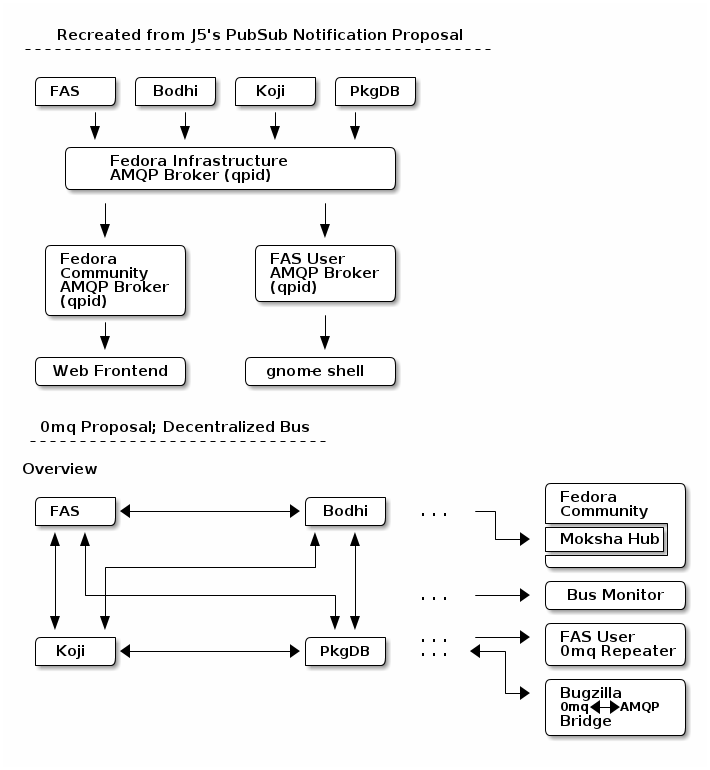 Recreated from J5's PubSub Notification Proposal
FAS
Bodhi
Koji
PkgDB
Fedora Infrastructure
AMQP Broker (qpid)
Fedora
Community
AMQP Broker
(qpid)
FAS User
AMQP Broker
(qpid)
Web Frontend
gnome shell
0mq Proposal; Decentralized Bus
Overview
FAS
Bodhi
. . .
Fedora
Community
Moksha Hub
. . .
Bus Monitor
Koji
PkgDB
. . .
. . .
FAS User
0mq Repeater
Bugzilla
0mq AMQP
Bridge